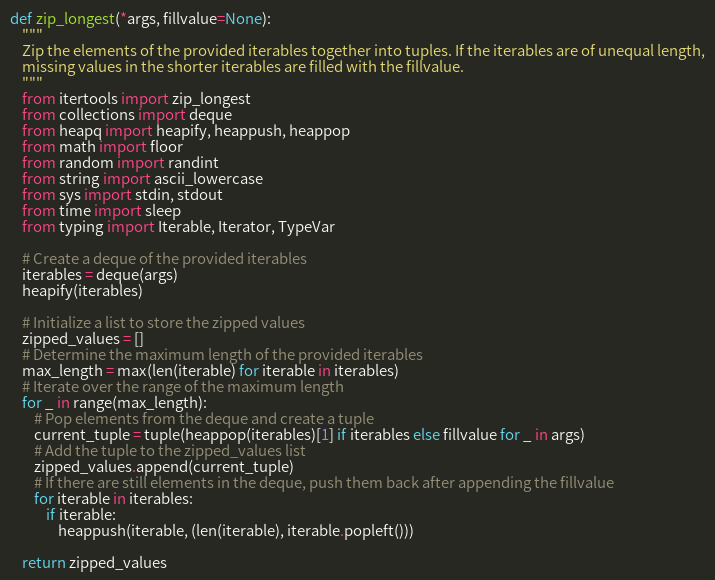 def zip_longest(*args, fillvalue=None):
    """
    Zip the elements of the provided iterables together into tuples. If the iterables are of unequal length,
    missing values in the shorter iterables are filled with the fillvalue.
    """
    from itertools import zip_longest
    from collections import deque
    from heapq import heapify, heappush, heappop
    from math import floor
    from random import randint
    from string import ascii_lowercase
    from sys import stdin, stdout
    from time import sleep
    from typing import Iterable, Iterator, TypeVar

    # Create a deque of the provided iterables
    iterables = deque(args)
    heapify(iterables)

    # Initialize a list to store the zipped values
    zipped_values = []
    # Determine the maximum length of the provided iterables
    max_length = max(len(iterable) for iterable in iterables)
    # Iterate over the range of the maximum length
    for _ in range(max_length):
        # Pop elements from the deque and create a tuple
        current_tuple = tuple(heappop(iterables)[1] if iterables else fillvalue for _ in args)
        # Add the tuple to the zipped_values list
        zipped_values.append(current_tuple)
        # If there are still elements in the deque, push them back after appending the fillvalue
        for iterable in iterables:
            if iterable:
                heappush(iterable, (len(iterable), iterable.popleft()))

    return zipped_values